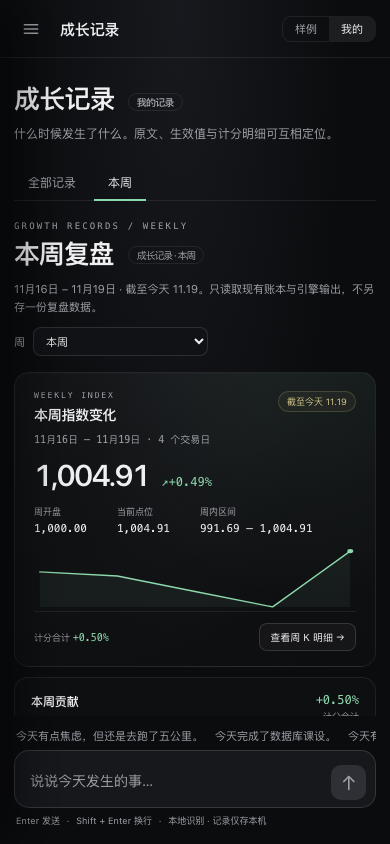 成长记录
样例
我的
成长记录
我的记录
什么时候发生了什么。原文、生效值与计分明细可互相定位。
全部记录
本周
GROWTH RECORDS / WEEKLY
本周复盘
成长记录·本周
11月16日 – 11月19日 · 截至今天 11.19。只读取现有账本与引擎输出，不另
存一份复盘数据。
周
本周
WEEKLY INDEX
截至今天 11.19
本周指数变化
11月16日 – 11月19日 · 4 个交易日
1,004.91
↗+0.49%
周开盘
当前点位
周内区间
1,000.00
1,004.91
991.69 – 1,004.91
计分合计 +0.50%
查看周 K 明细 →
本周贡献
+0.50%
计分合计
今天有点焦虑，但还是去跑了五公里。
今天完成了数据库课设。
今天有
说说今天发生的事…
Enter 发送 · Shift + Enter 换行 · 本地识别 · 记录仅存本机